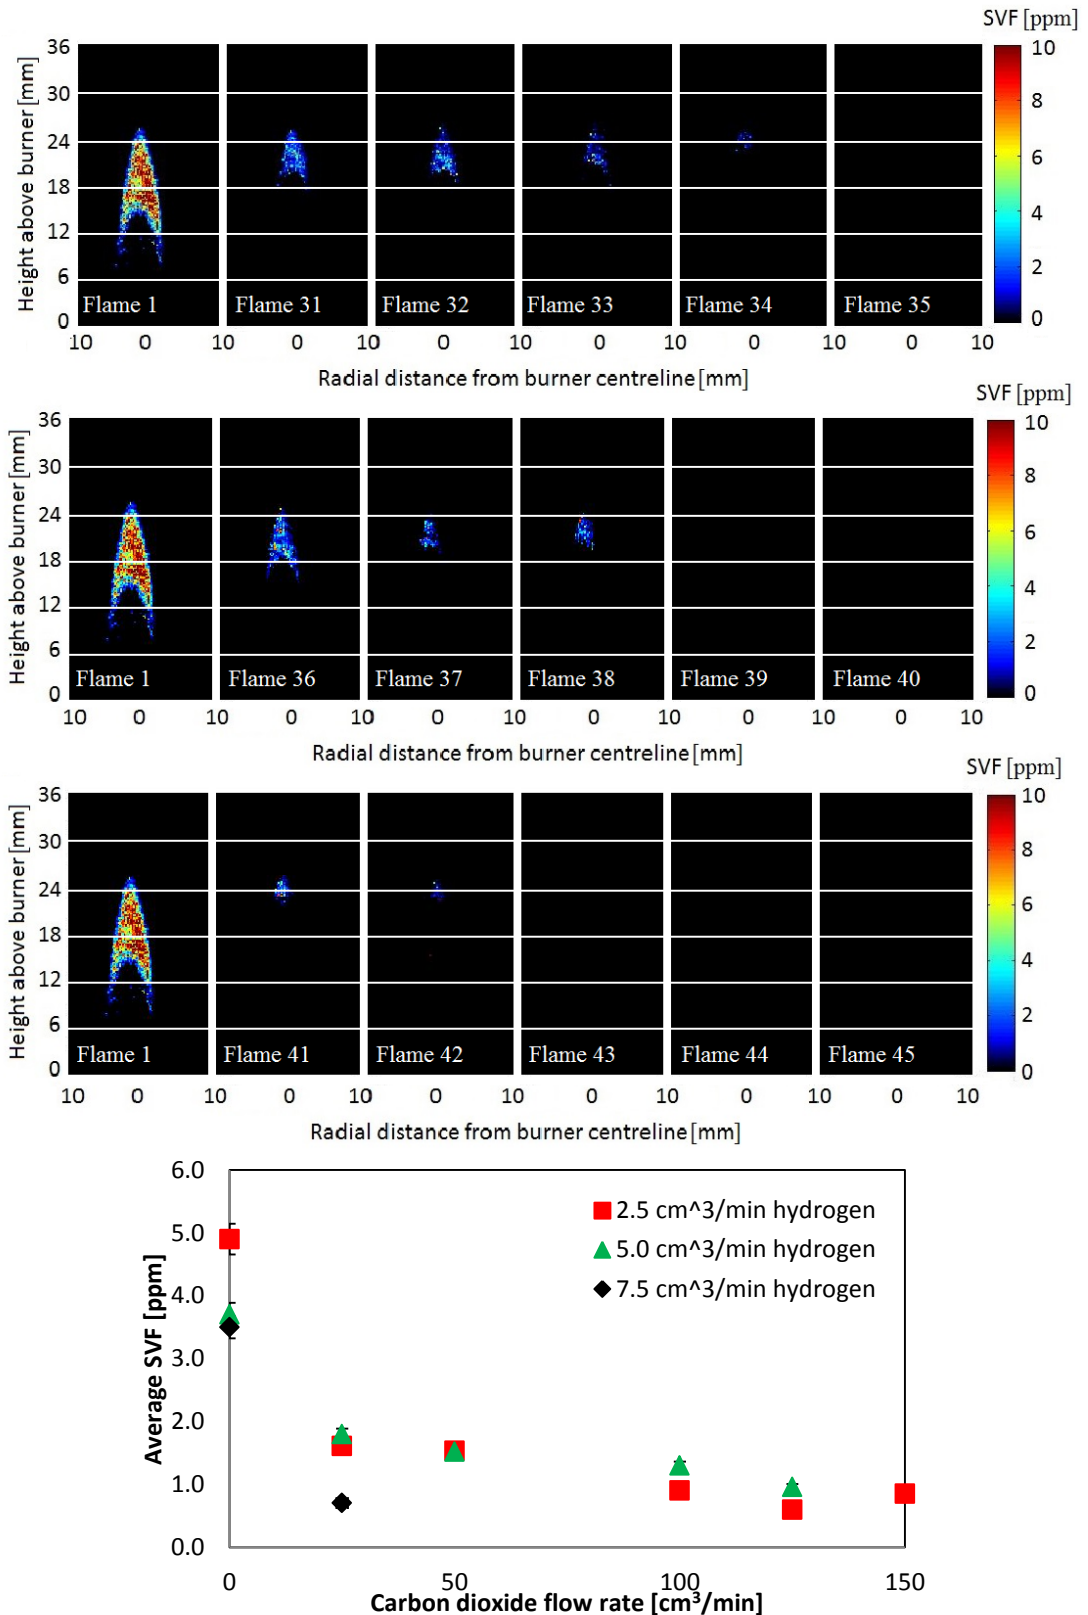 SVF [ppm]
36
30
24
18
12
6
0
Height above burner [mm]
Flame 1
Flame 31
Flame 32
Flame 33
Flame 34
Flame 35
10
8
6
4
2
0
10 0 10 0 10 0 10 0 10 0 10 0 10
Radial distance from burner centreline [mm]
SVF [ppm]
36
30
24
18
12
6
0
Height above burner [mm]
Flame 1
Flame 36
Flame 37
Flame 38
Flame 39
Flame 40
10
8
6
4
2
0
10 0 10 0 10 0 10 0 10 0 10 0 10
Radial distance from burner centreline [mm]
SVF [ppm]
36
30
24
18
12
6
0
Height above burner [mm]
Flame 1
Flame 41
Flame 42
Flame 43
Flame 44
Flame 45
10
8
6
4
2
0
10 0 10 0 10 0 10 0 10 0 10 0 10
Radial distance from burner centreline [mm]
6.0
5.0
4.0
3.0
2.0
1.0
0.0
Average SVF [ppm]
2.5 cm^3/min hydrogen
5.0 cm^3/min hydrogen
7.5 cm^3/min hydrogen
0 50 100 150
Carbon dioxide flow rate [cm³/min]